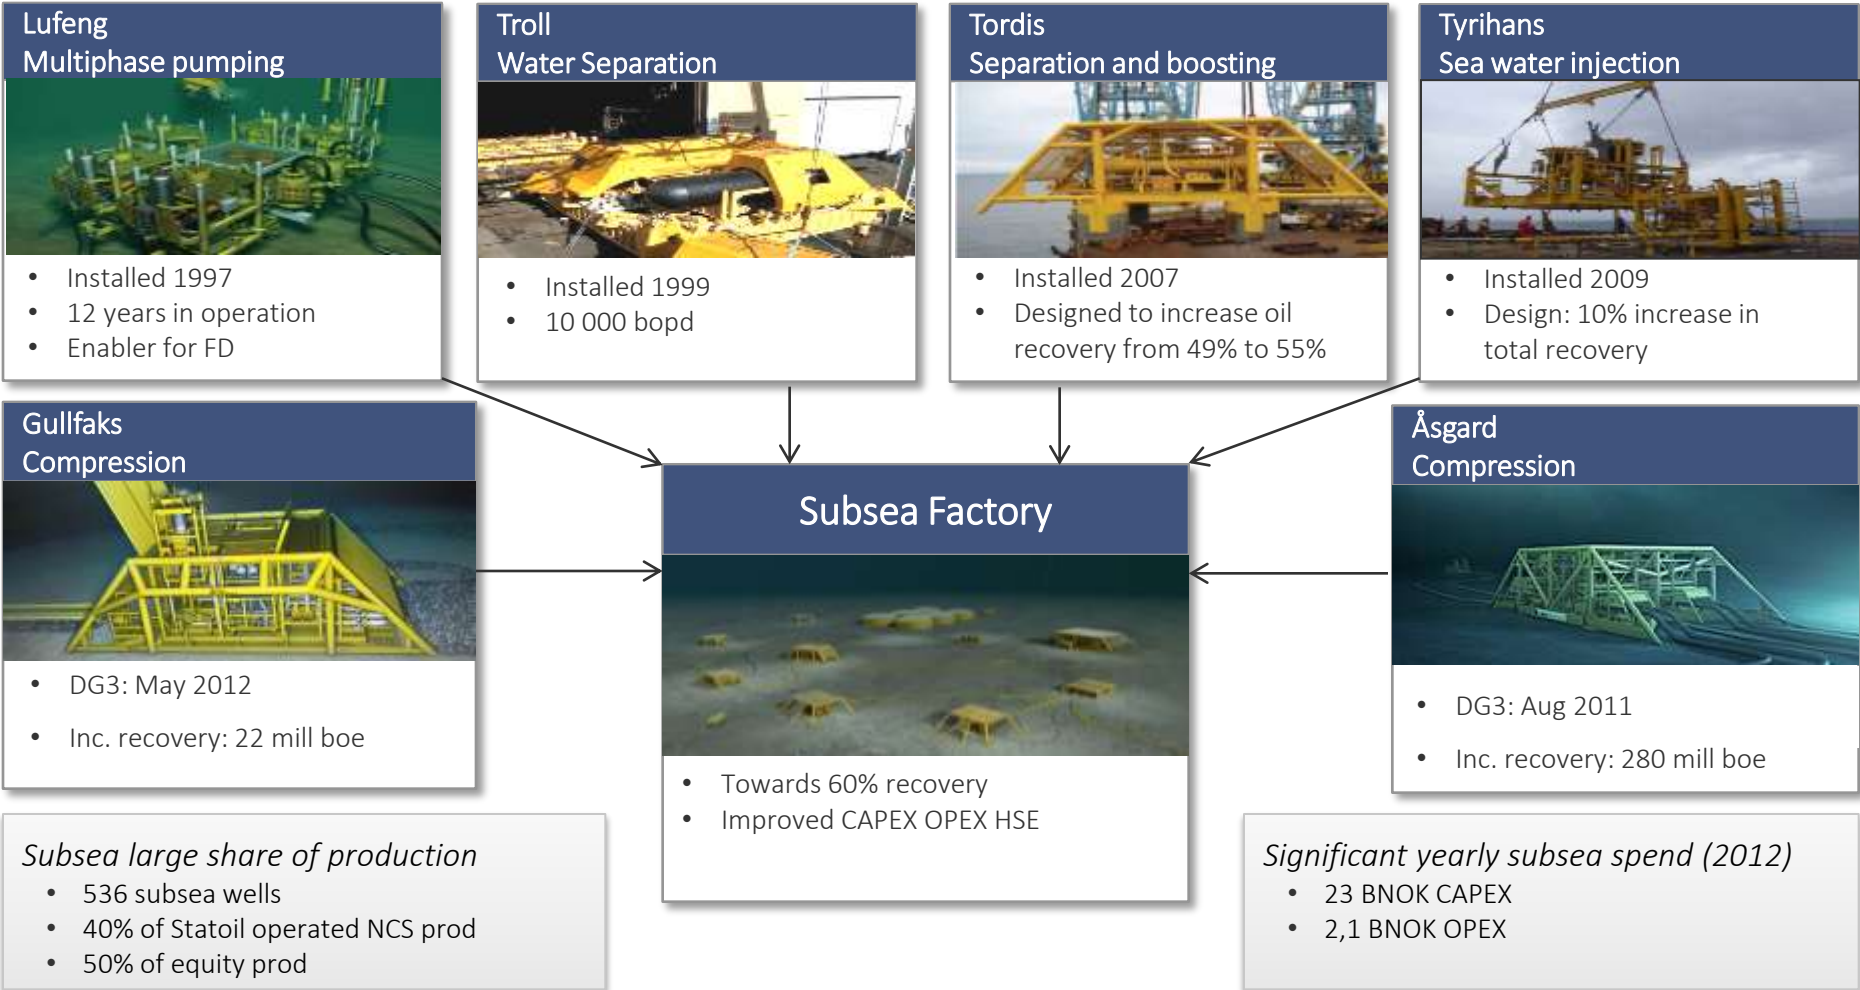 Lufeng
Multiphase pumping
• Installed 1997
• 12 years in operation
• Enabler for FD
Troll
Water Separation
• Installed 1999
• 10 000 bopd
Tordis
Separation and boosting
• Installed 2007
• Designed to increase oil
recovery from 49% to 55%
Tyrihans
Sea water injection
• Installed 2009
• Design: 10% increase in
total recovery
Gullfaks
Compression
• DG3: May 2012
• Inc. recovery: 22 mill boe
Subsea Factory
• Towards 60% recovery
• Improved CAPEX OPEX HSE
Åsgard
Compression
• DG3: Aug 2011
• Inc. recovery: 280 mill boe
Subsea large share of production
• 536 subsea wells
• 40% of Statoil operated NCS prod
• 50% of equity prod
Significant yearly subsea spend (2012)
• 23 BNOK CAPEX
• 2,1 BNOK OPEX